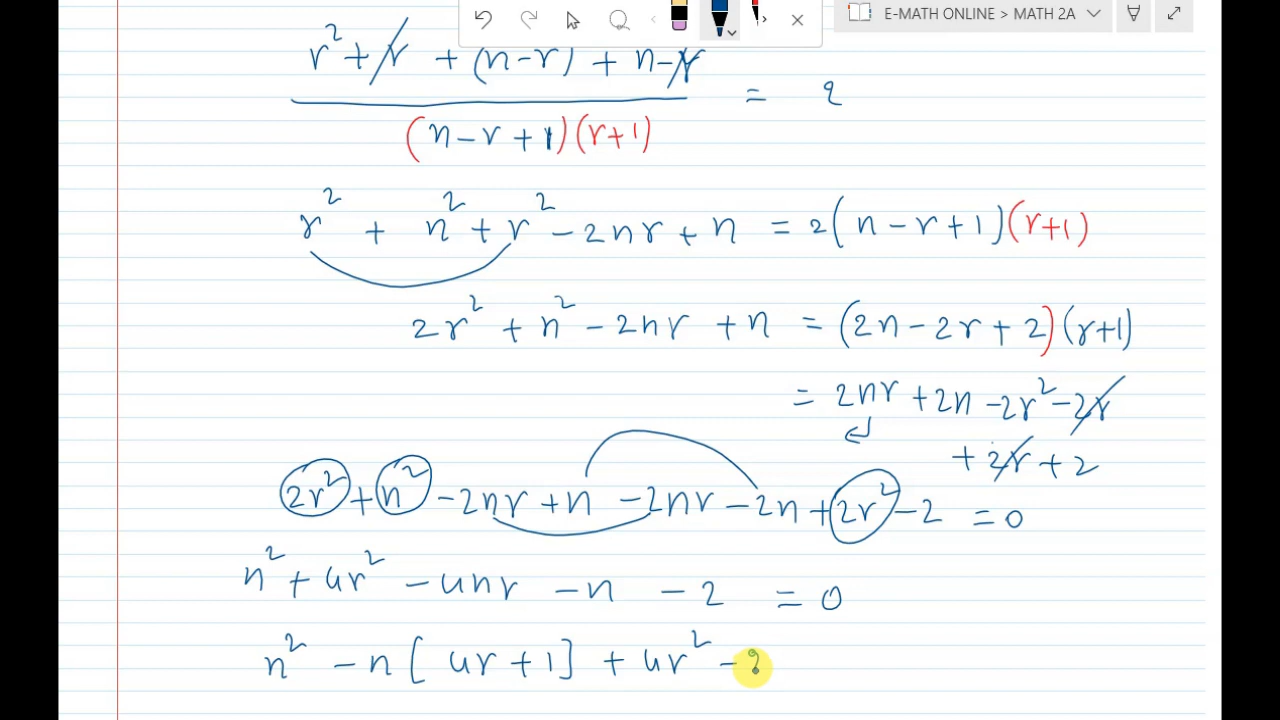 E-MATH ONLINE > MATH 2A
r² + r + (n-r) + n-r
(n-r+1)(r+1)
= 2
r² + n² + r² - 2nr + n = 2(n-r+1)(r+1)
2r² + n² - 2nr + n = (2n-2r+2)(r+1)
= 2nr + 2n - 2r² - 2r
+ 2r + 2
2r² + n² - 2nr + n - 2nr - 2n + 2r² - 2 = 0
n² + 4r² - 4nr - n - 2 = 0
n² - n[4r+1] + 4r² - 2